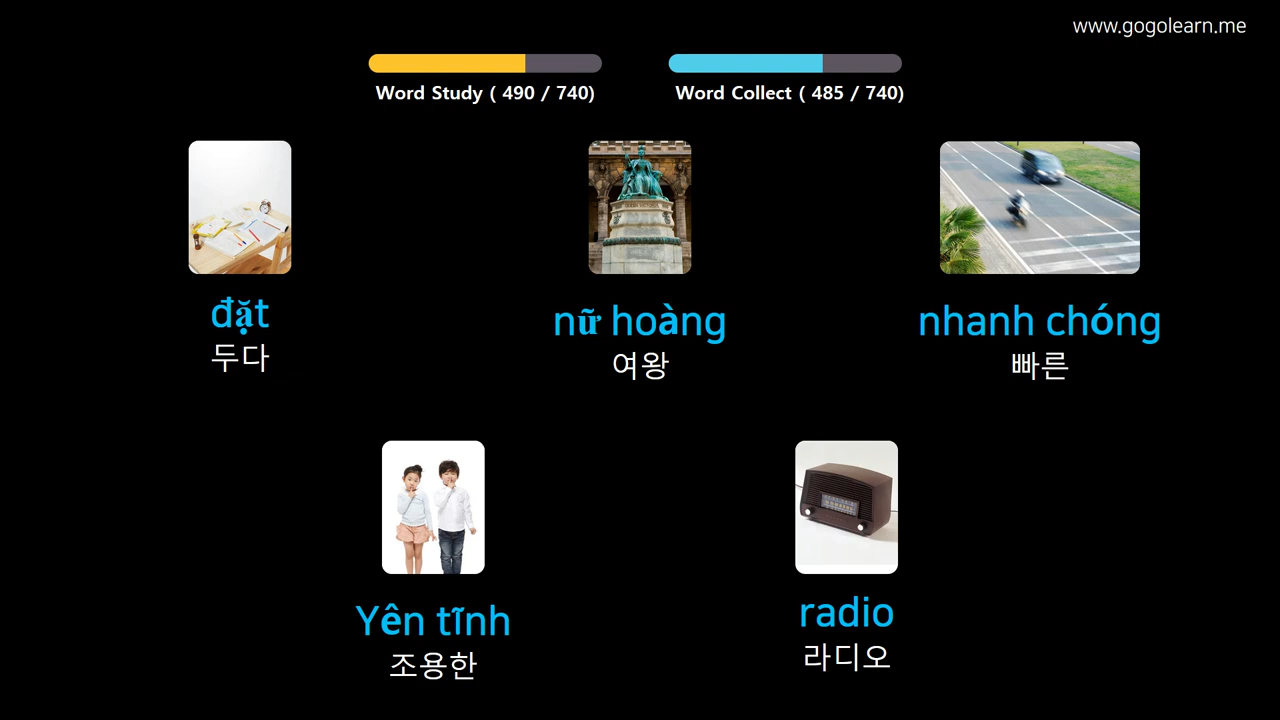 www.gogolearn.me
Word Study ( 490 / 740)
Word Collect ( 485 / 740)
đặt
두다
nữ hoàng
여왕
nhanh chóng
빠른
Yên tĩnh
조용한
radio
라디오